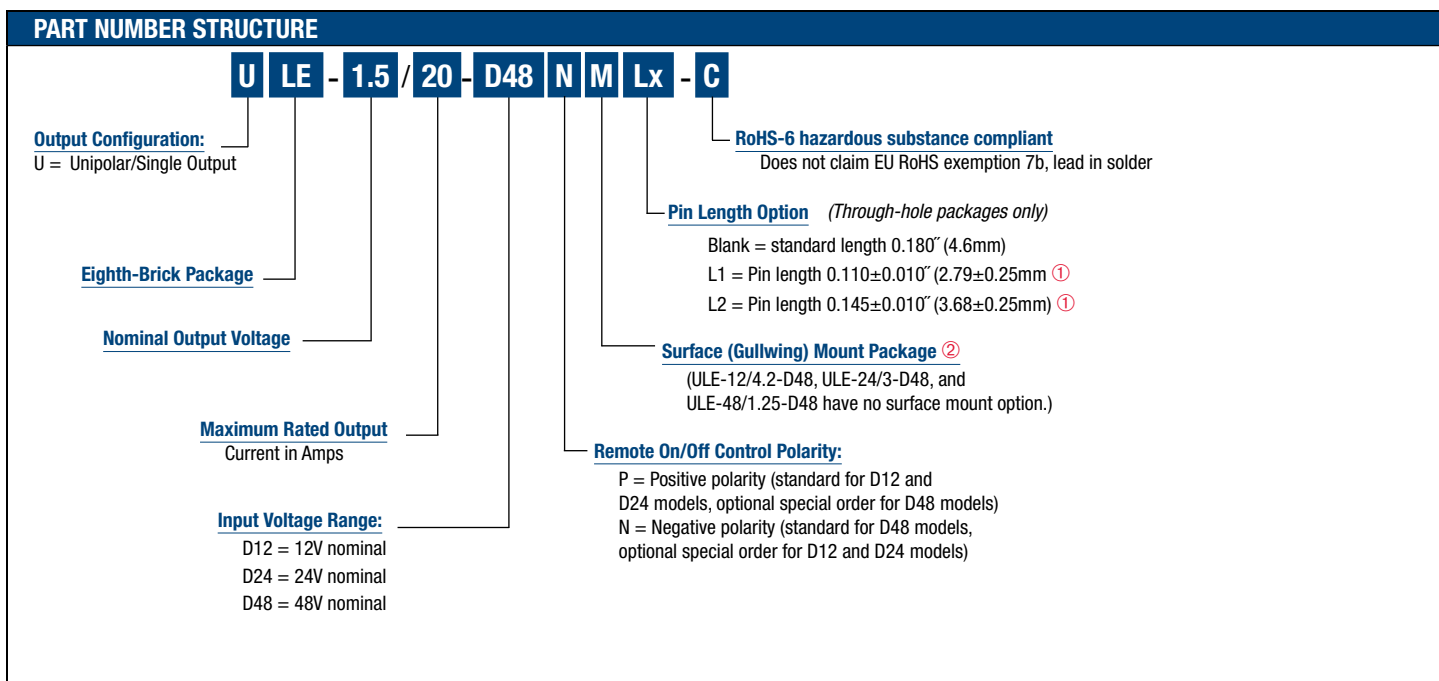 PART NUMBER STRUCTURE
U LE - 1.5 / 20 - D48 N M Lx - C
Output Configuration:
U = Unipolar/Single Output
Eighth-Brick Package
Nominal Output Voltage
Maximum Rated Output
Current in Amps
Input Voltage Range:
D12 = 12V nominal
D24 = 24V nominal
D48 = 48V nominal
RoHS-6 hazardous substance compliant
Does not claim EU RoHS exemption 7b, lead in solder
Pin Length Option (Through-hole packages only)
Blank = standard length 0.180˝ (4.6mm)
L1 = Pin length 0.110±0.010˝ (2.79±0.25mm ①
L2 = Pin length 0.145±0.010˝ (3.68±0.25mm) ①
Surface (Gullwing) Mount Package ②
(ULE-12/4.2-D48, ULE-24/3-D48, and
ULE-48/1.25-D48 have no surface mount option.)
Remote On/Off Control Polarity:
P = Positive polarity (standard for D12 and
D24 models, optional special order for D48 models)
N = Negative polarity (standard for D48 models,
optional special order for D12 and D24 models)